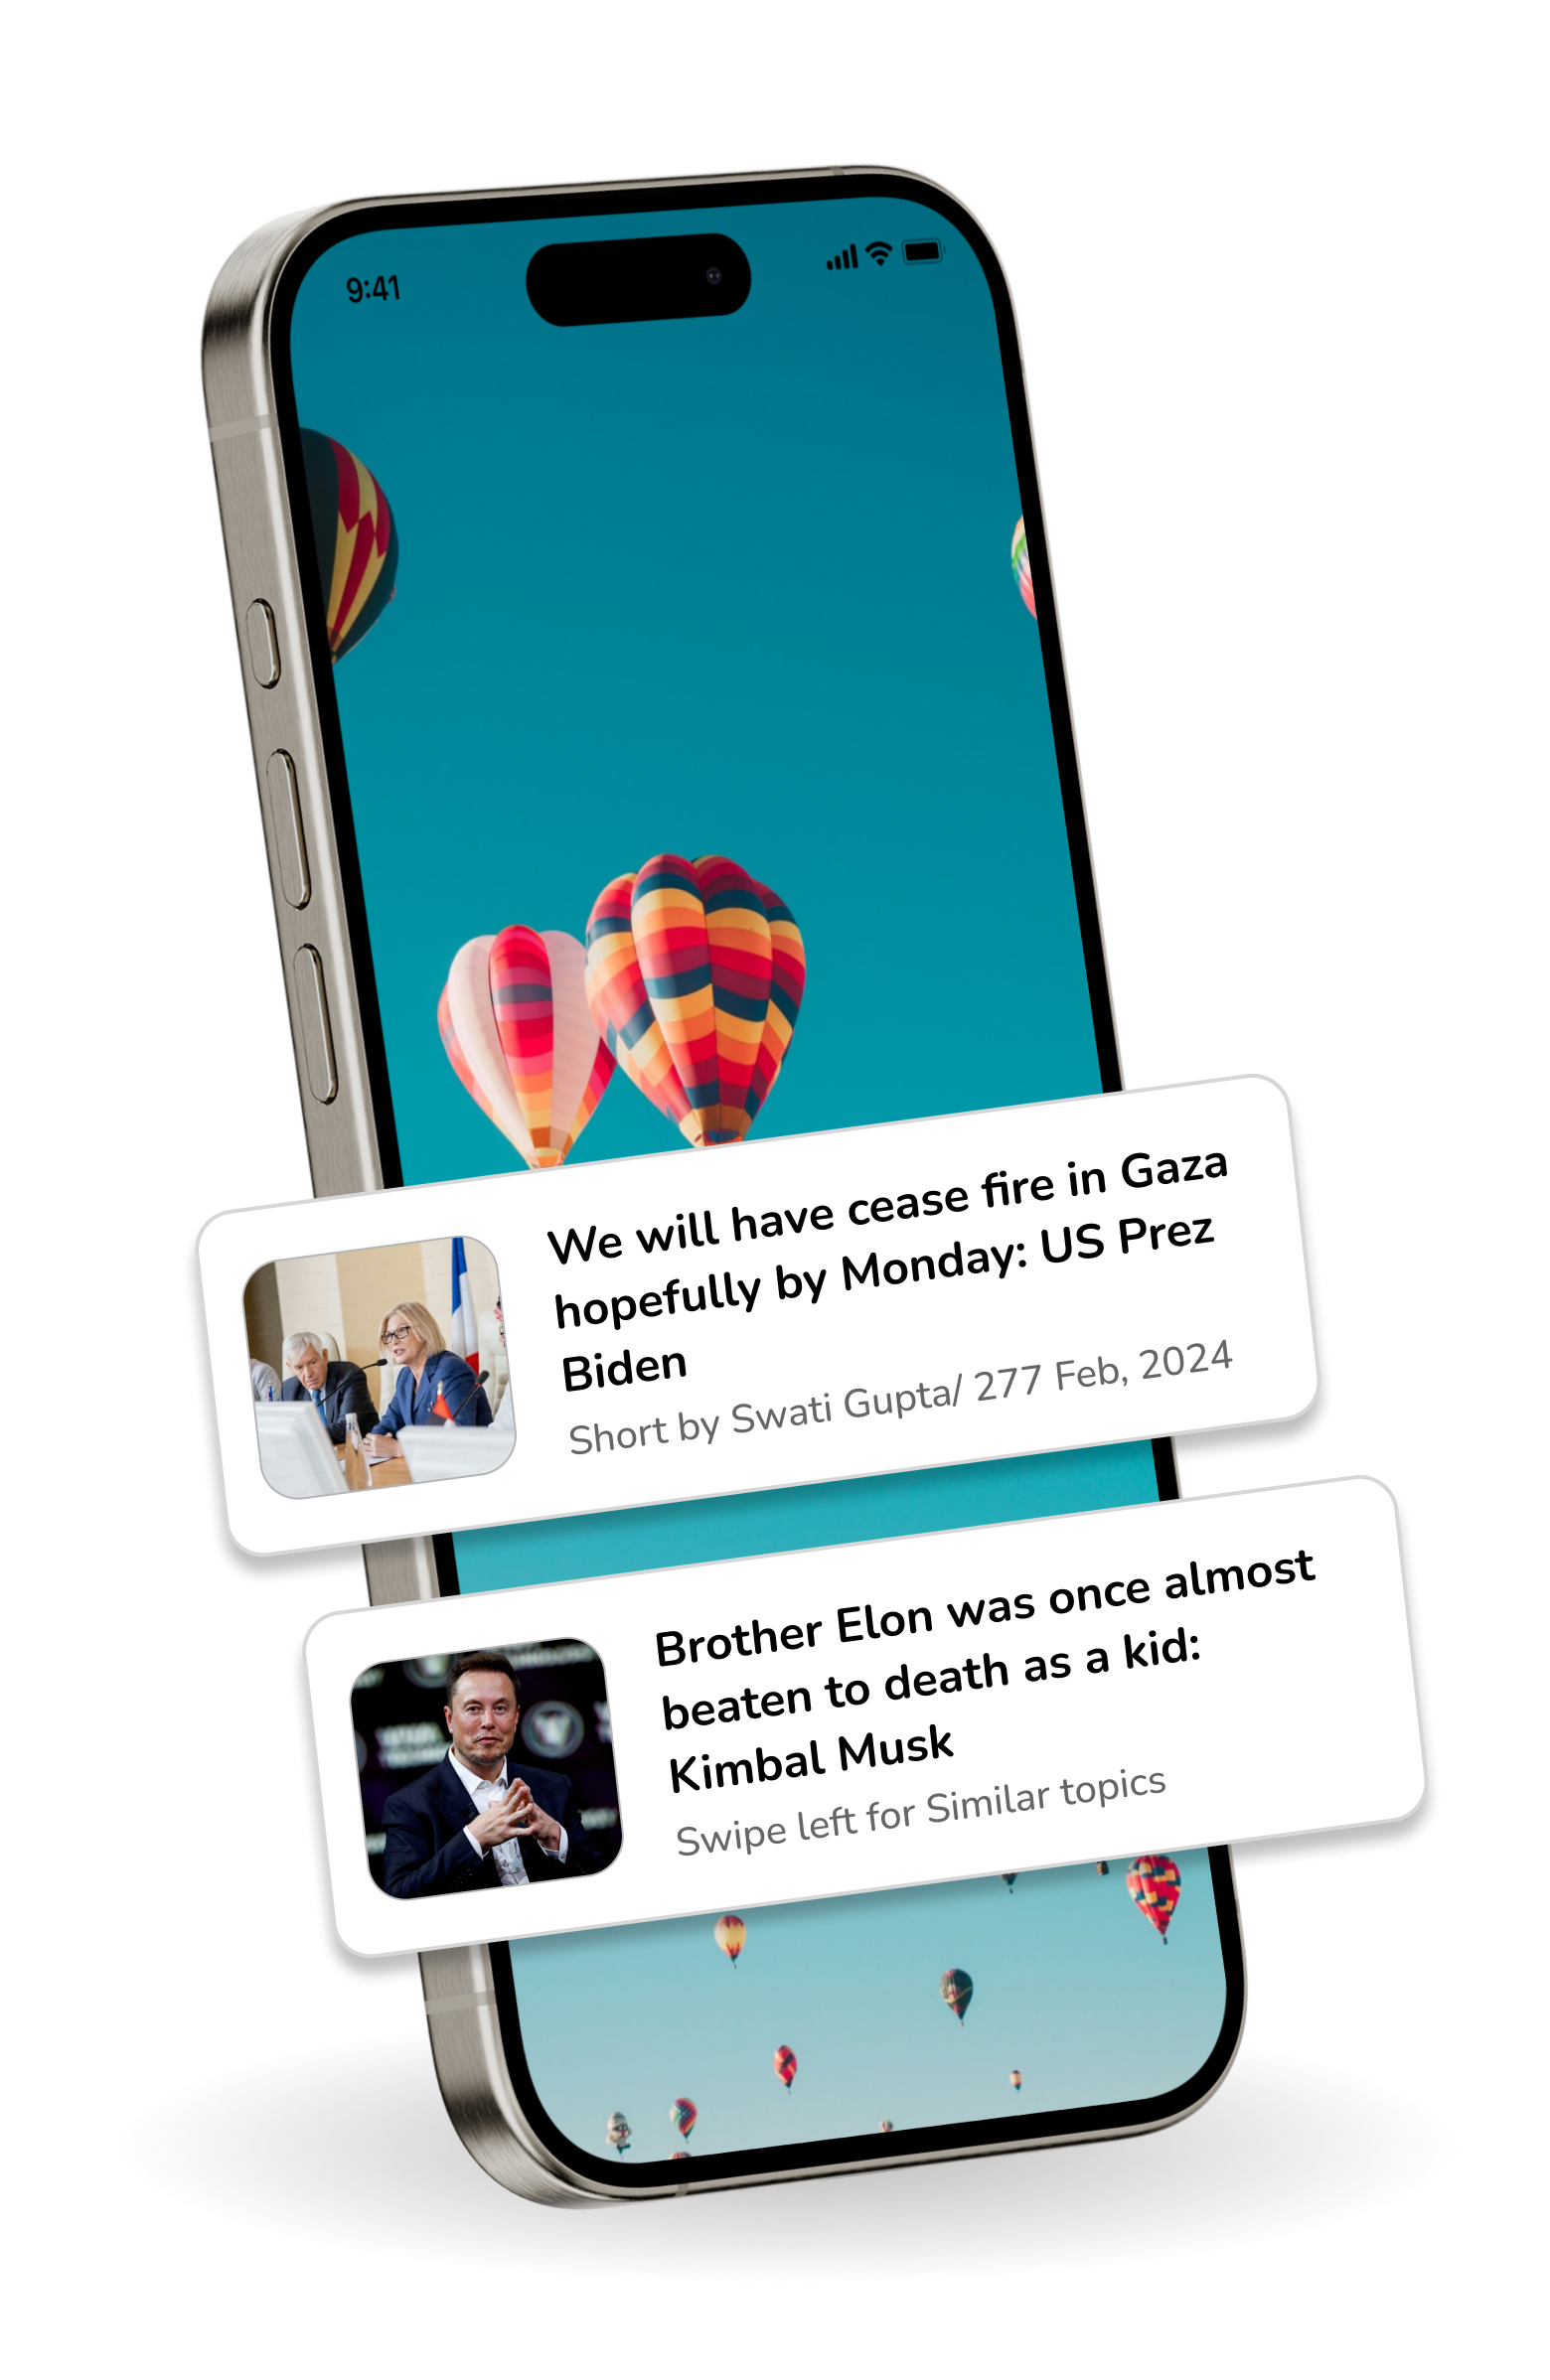 9:41
We will have cease fire in Gaza
hopefully by Monday: US Prez
Biden
Short by Swati Gupta/ 277 Feb, 2024
Brother Elon was once almost
beaten to death as a kid:
Kimbal Musk
Swipe left for Similar topics